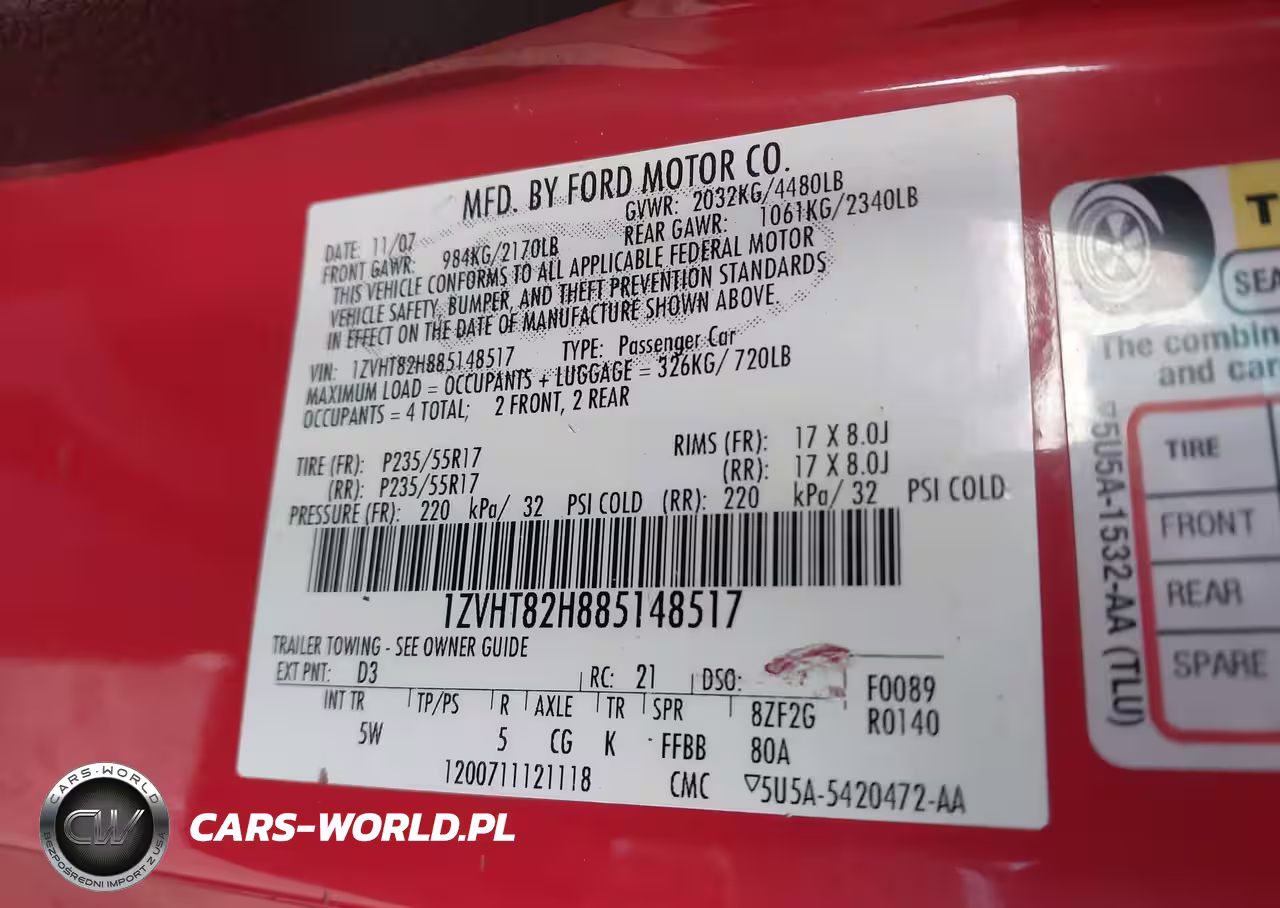 MFD. BY FORD MOTOR CO.
DATE: 11/07 GVWR: 2032KG/4480LB
FRONT GAWR: 984KG/2170LB REAR GAWR: 1061KG/2340LB
THIS VEHICLE CONFORMS TO ALL APPLICABLE FEDERAL MOTOR
VEHICLE SAFETY, BUMPER, AND THEFT PREVENTION STANDARDS
IN EFFECT ON THE DATE OF MANUFACTURE SHOWN ABOVE.
VIN: 1ZVHT82H885148517 TYPE: Passenger Car
MAXIMUM LOAD = OCCUPANTS + LUGGAGE = 326KG/ 720LB
OCCUPANTS = 4 TOTAL; 2 FRONT, 2 REAR
TIRE (FR): P235/55R17 RIMS (FR): 17 X 8.0J
(RR): P235/55R17 (RR): 17 X 8.0J
PRESSURE (FR): 220 kPa/ 32 PSI COLD (RR): 220 kPa/ 32 PSI COLD
1ZVHT82H885148517
TRAILER TOWING - SEE OWNER GUIDE
EXT PNT: D3 RC: 21 DSO: F0089
INT TR TP/PS R AXLE TR SPR 8ZF2G R0140
5W 5 CG K FFBB 80A
1200711121118 CMC ▽5U5A-5420472-AA
T
SEA
The combin
and car
TIRE
FRONT
REAR
SPARE
▽5U5A-1532-AA (TLU)
CARS-WORLD
CW
BEZPOŚREDNI IMPORT Z USA
CARS-WORLD.PL